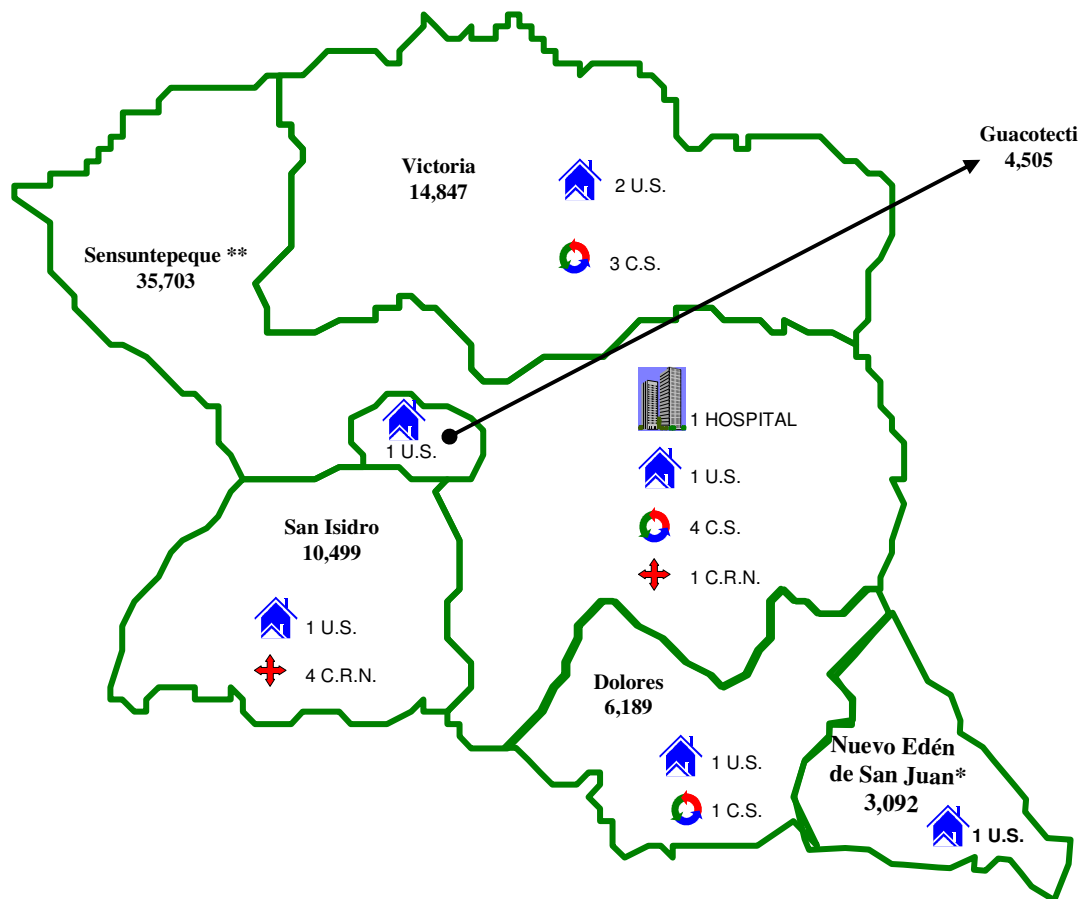 Guacotecti
4,505
Victoria
14,847
2 U.S.
3 C.S.
Sensuntepeque **
35,703
1 HOSPITAL
1 U.S.
4 C.S.
1 C.R.N.
1 U.S.
San Isidro
10,499
1 U.S.
4 C.R.N.
Dolores
6,189
1 U.S.
1 C.S.
Nuevo Edén
de San Juan*
3,092
1 U.S.